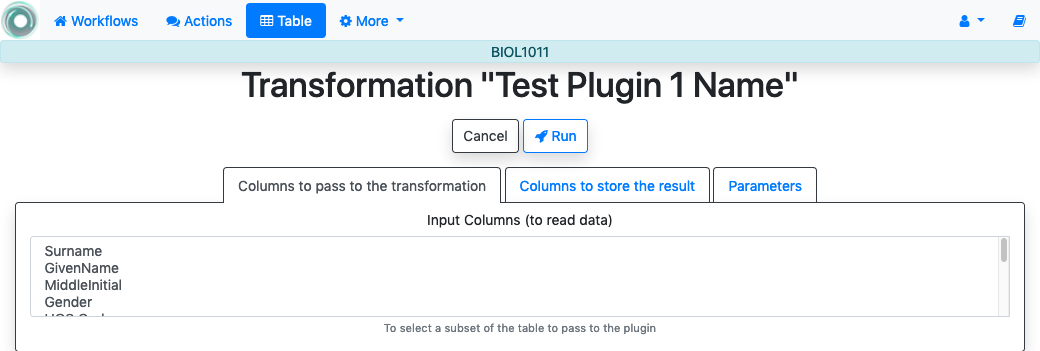 Workflows Actions Table More
BIOL1011
Transformation "Test Plugin 1 Name"
Cancel Run
Columns to pass to the transformation Columns to store the result Parameters
Input Columns (to read data)
Surname
GivenName
MiddleInitial
Gender
To select a subset of the table to pass to the plugin